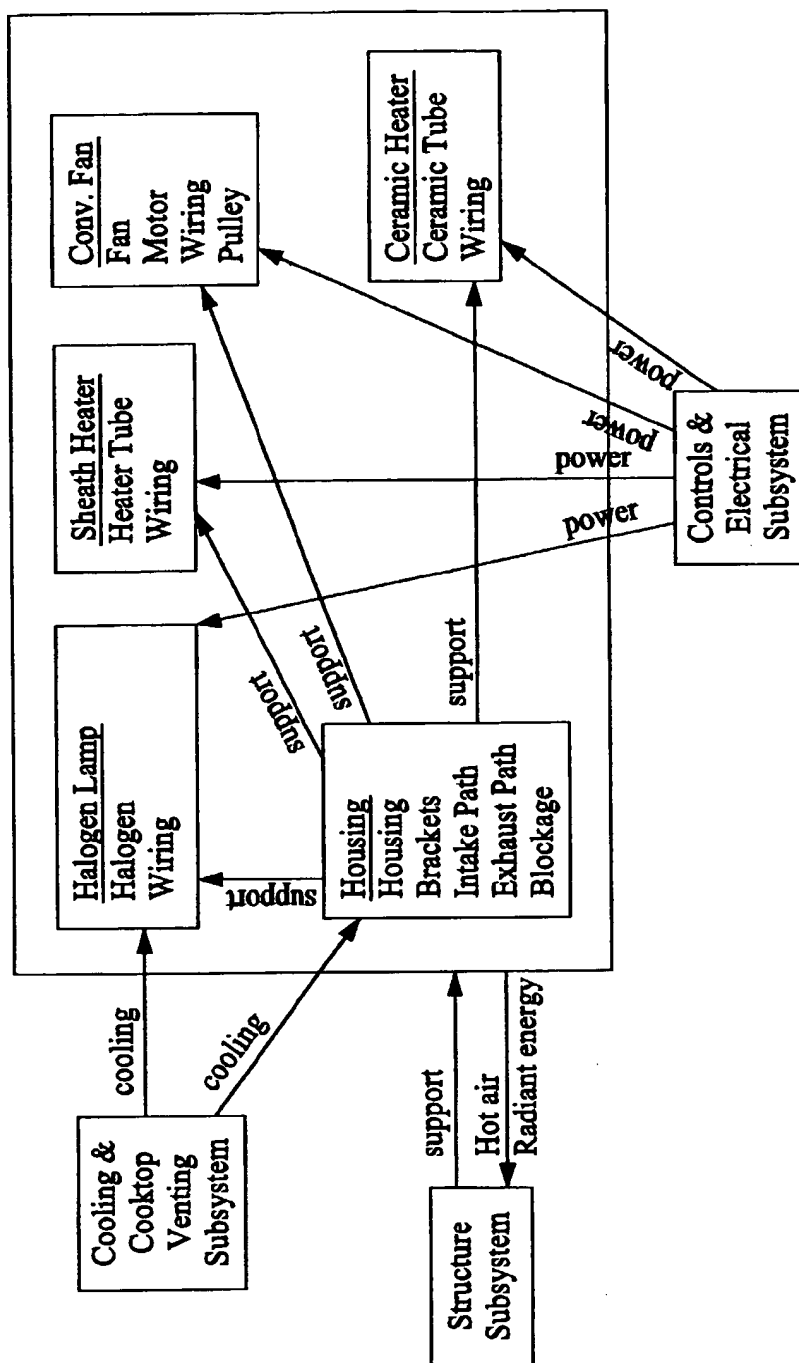 Cooling &
Cooktop
Venting
Subsystem
cooling
cooling
Halogen Lamp
Halogen
Wiring
Sheath Heater
Heater Tube
Wiring
Conv. Fan
Fan
Motor
Wiring
Pulley
support
support
support
Housing
Housing
Brackets
Intake Path
Exhaust Path
Blockage
support
Ceramic Heater
Ceramic Tube
Wiring
Structure
Subsystem
support
Hot air
Radiant energy
power
power
power
power
Controls &
Electrical
Subsystem